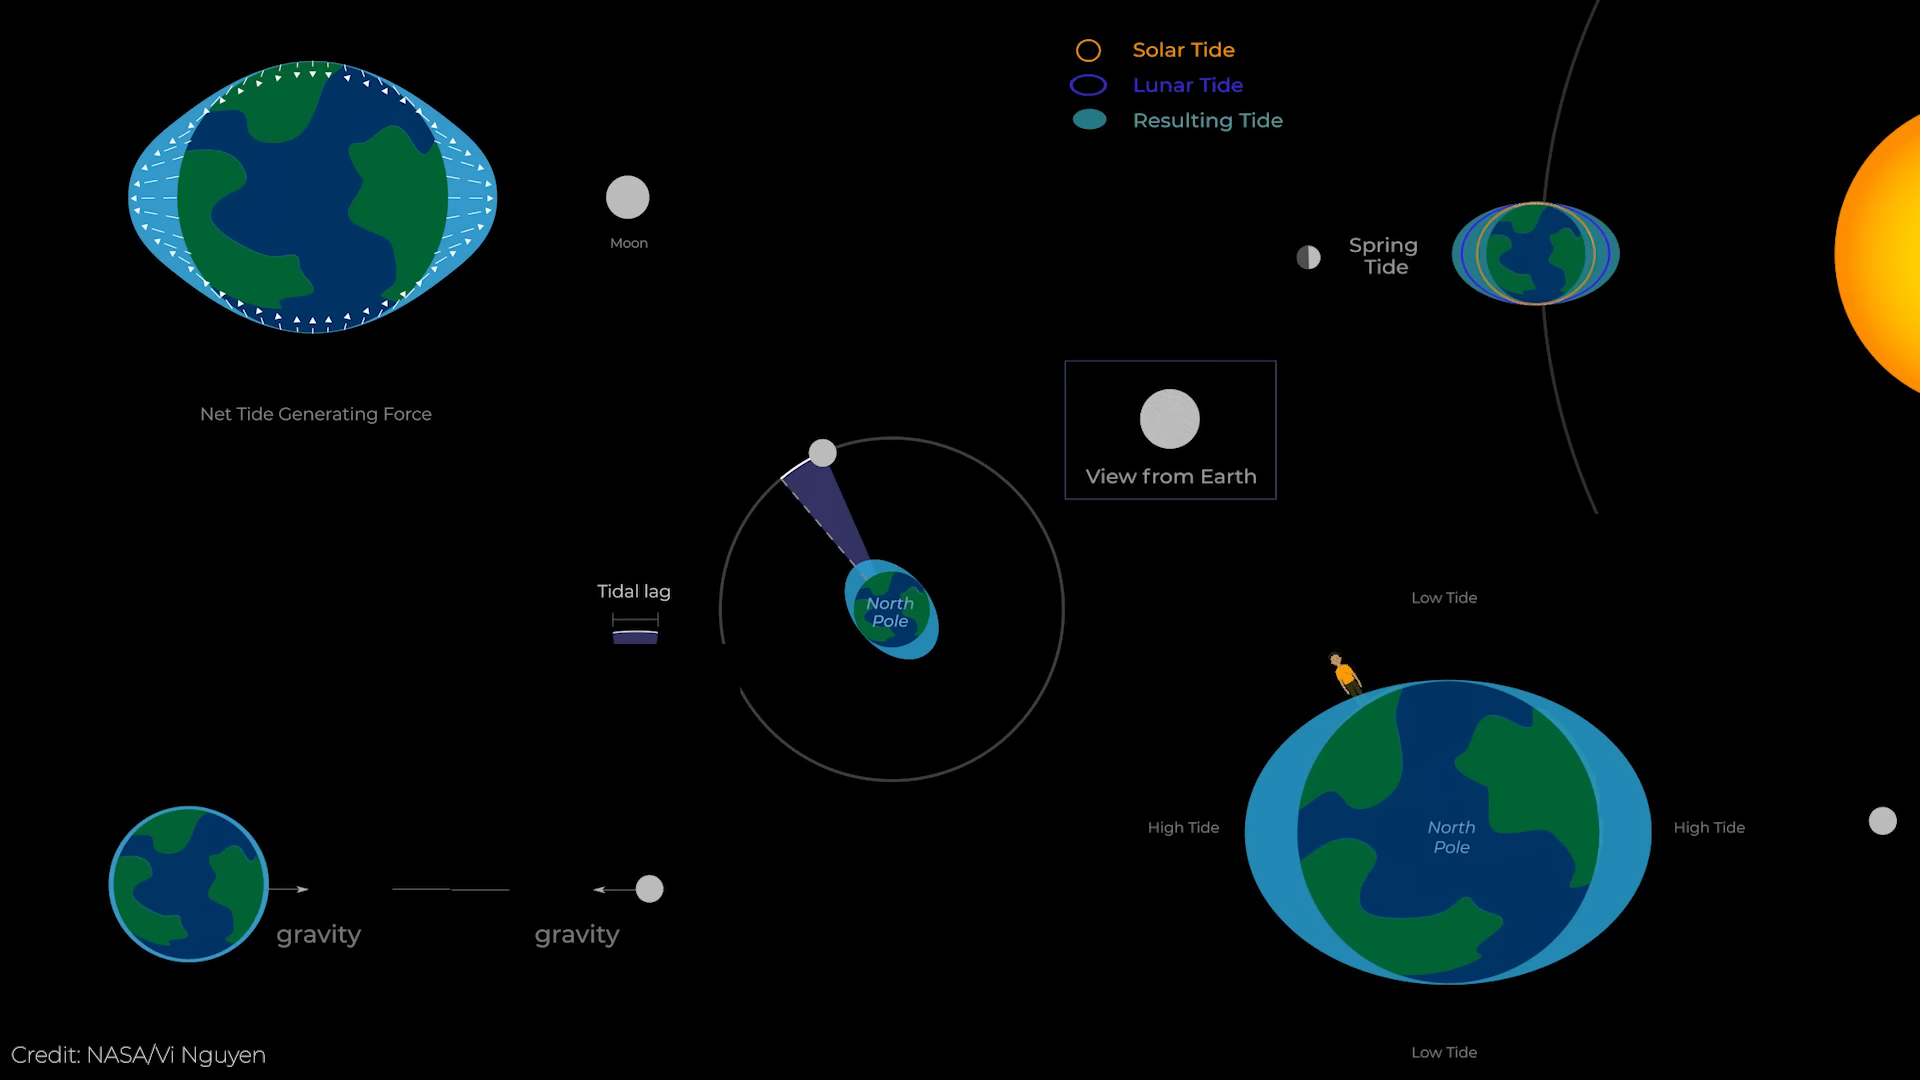 Solar Tide
Lunar Tide
Resulting Tide
Moon
Spring
Tide
Net Tide Generating Force
View from Earth
Tidal lag
North
Pole
Low Tide
High Tide
North
Pole
High Tide
gravity
gravity
Low Tide
Credit: NASA/Vi Nguyen